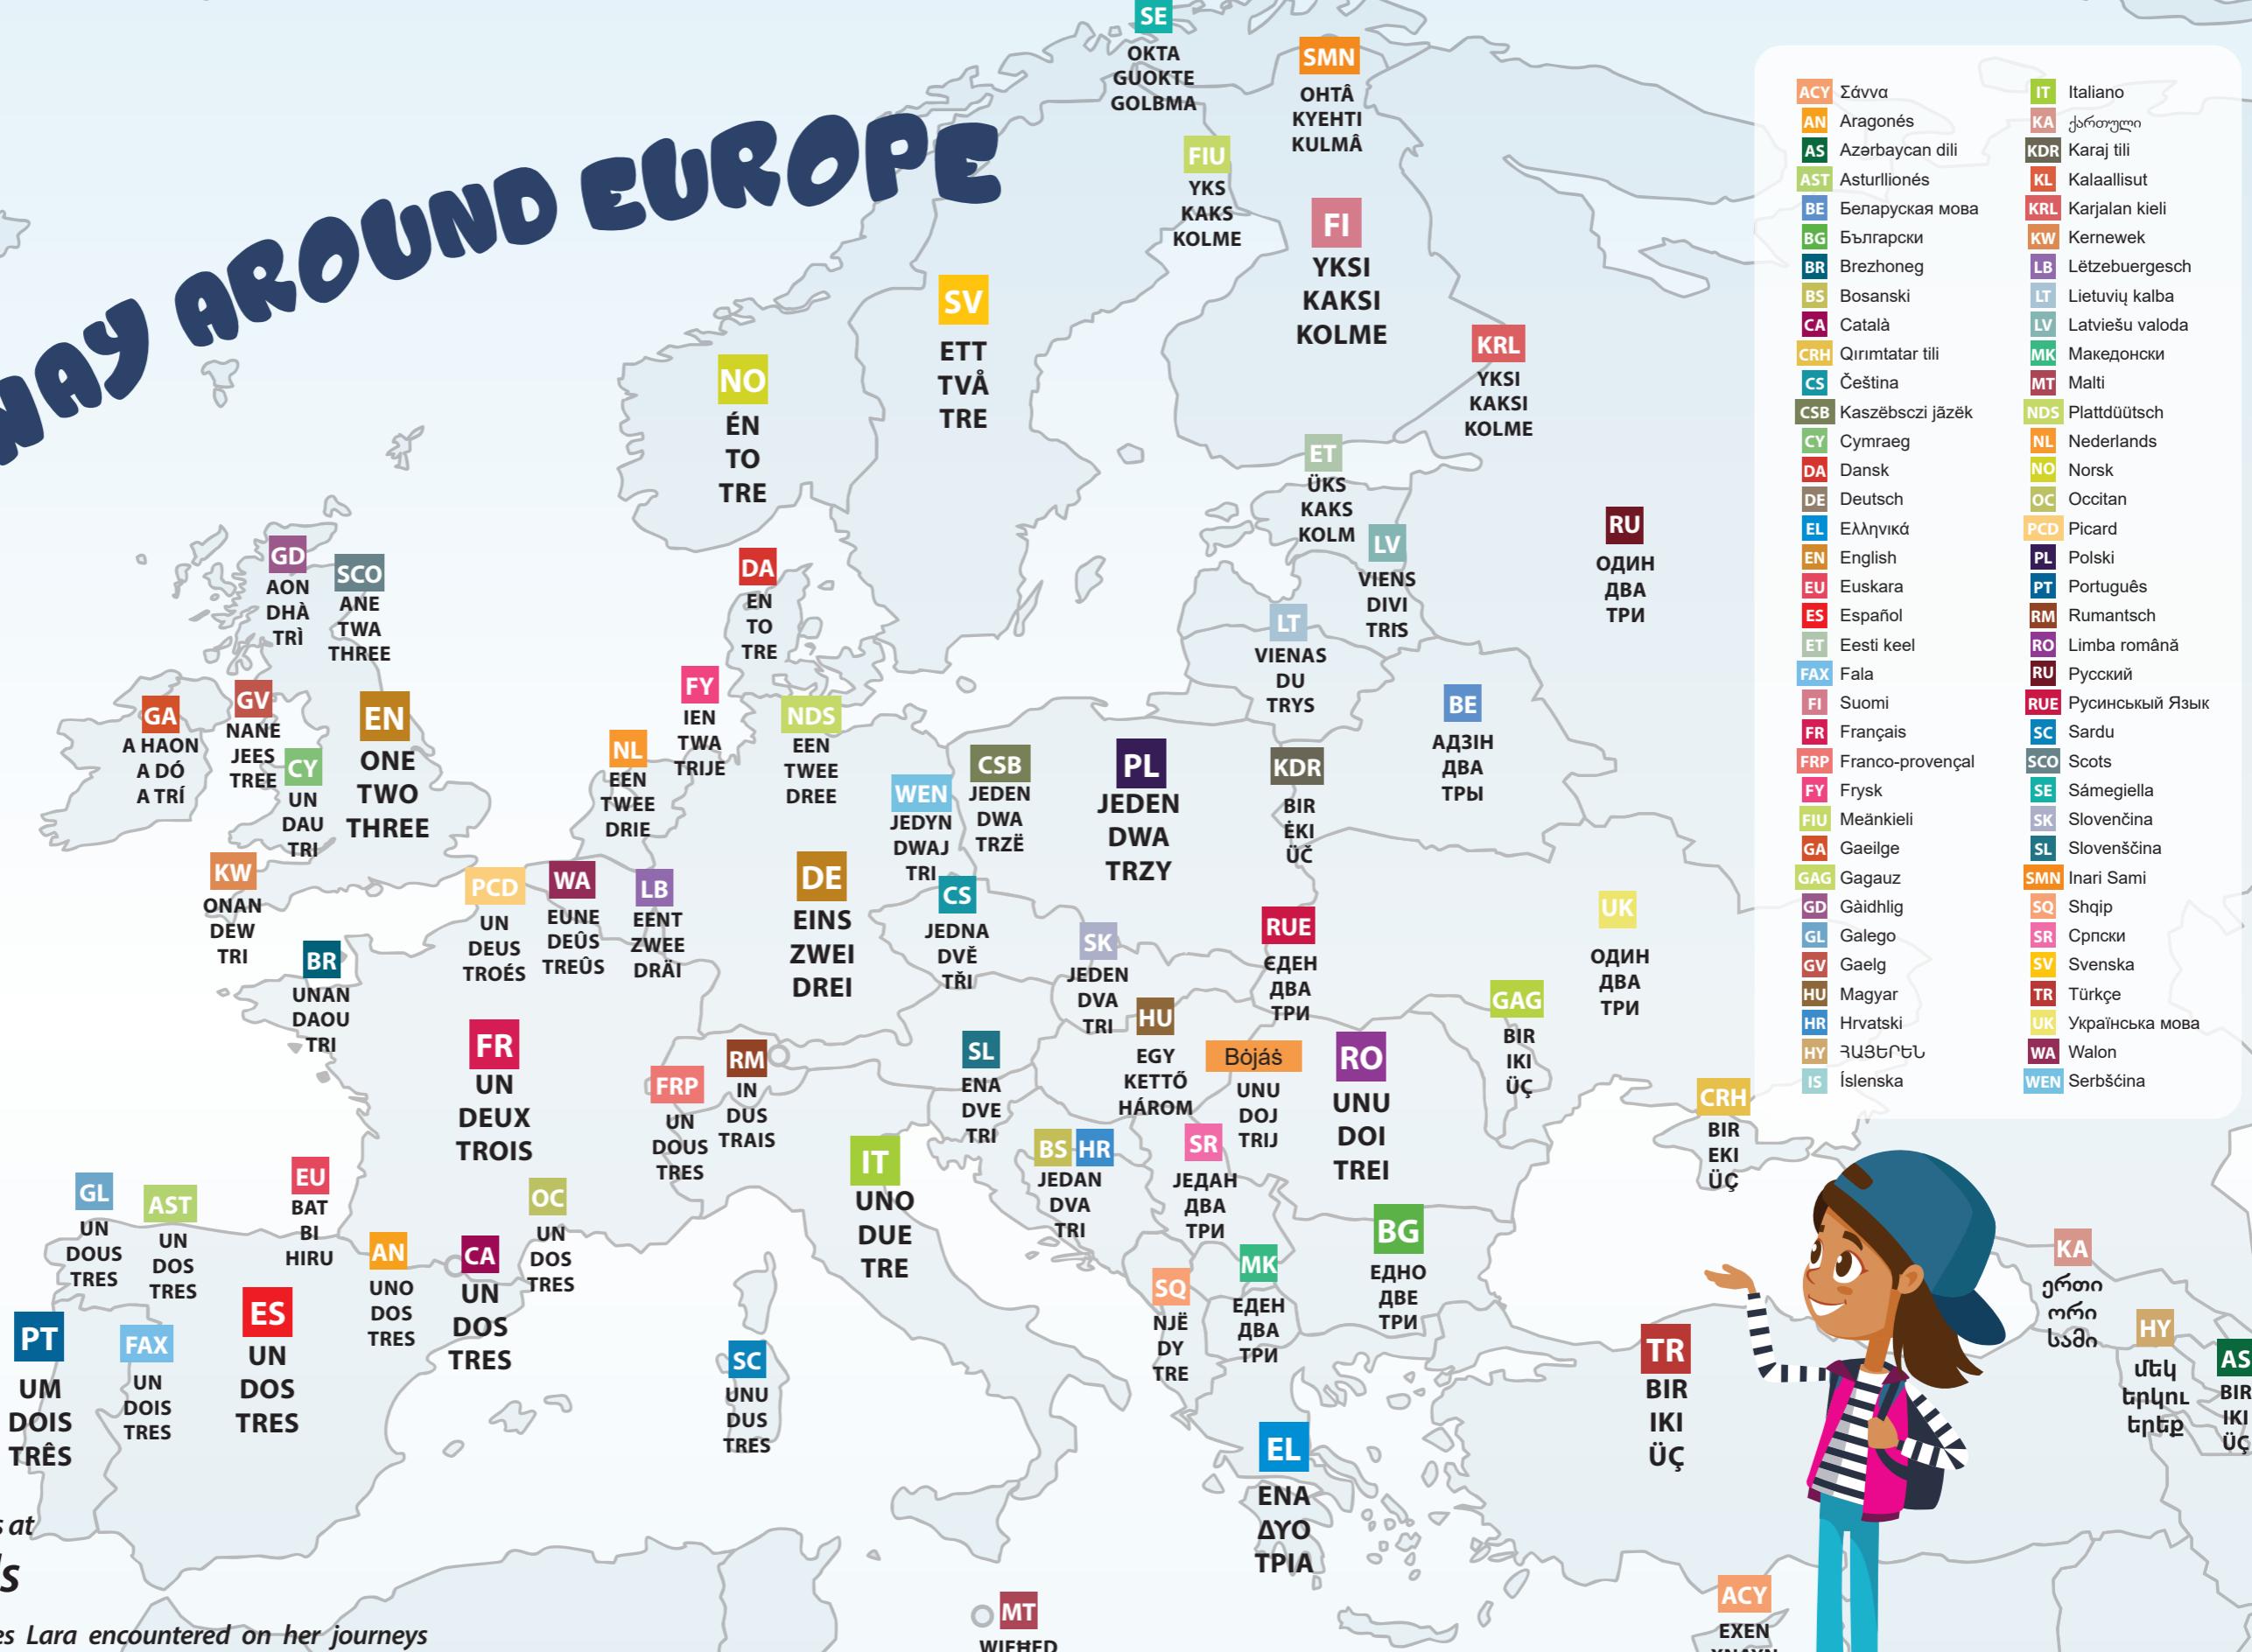 WAY AROUND EUROPE
SE
OKTA
GUOKTE
GOLBMA
SMN
OHTÂ
KYEHTI
KULMÂ
FIU
YKS
KAKS
KOLME
FI
YKSI
KAKSI
KOLME
SV
ETT
TVÅ
TRE
NO
ÉN
TO
TRE
KRL
YKSI
KAKSI
KOLME
ET
ÜKS
KAKS
KOLM
LV
VIENS
DIVI
TRIS
RU
ОДИН
ДВА
ТРИ
GD
AON
DHÀ
TRÌ
SCO
ANE
TWA
THREE
DA
EN
TO
TRE
LT
VIENAS
DU
TRYS
GA
A HAON
A DÓ
A TRÍ
GV
NANE
JEES
TREE
CY
UN
DAU
TRI
EN
ONE
TWO
THREE
FY
IEN
TWA
TRIJE
NL
EEN
TWEE
DRIE
NDS
EEN
TWEE
DREE
WEN
JEDYN
DWAJ
TRI
CSB
JEDEN
DWA
TRZË
PL
JEDEN
DWA
TRZY
KDR
BIR
ĖKI
ÜČ
BE
АДЗІН
ДВА
ТРЫ
KW
ONAN
DEW
TRI
BR
UNAN
DAOU
TRI
PCD
UN
DEUS
TROÉS
WA
EUNE
DEÛS
TREÛS
LB
EENT
ZWEE
DRÄI
DE
EINS
ZWEI
DREI
CS
JEDNA
DVĚ
TŘI
SK
JEDEN
DVA
TRI
RUE
ЄДЕН
ДВА
ТРИ
UK
ОДИН
ДВА
ТРИ
GAG
BIR
IKI
ÜÇ
HU
EGY
KETTŐ
HÁROM
Bȯjáṡ
UNU
DOJ
TRIJ
RO
UNU
DOI
TREI
FR
UN
DEUX
TROIS
FRP
UN
DOUS
TRES
RM
IN
DUS
TRAIS
SL
ENA
DVE
TRI
BS HR
JEDAN
DVA
TRI
SR
ЈЕДАН
ДВА
ТРИ
CRH
BIR
EKI
ÜÇ
IT
UNO
DUE
TRE
GL
UN
DOUS
TRES
AST
UN
DOS
TRES
EU
BAT
BI
HIRU
AN
UNO
DOS
TRES
CA
UN
DOS
TRES
OC
UN
DOS
TRES
PT
UM
DOIS
TRÊS
FAX
UN
DOIS
TRES
ES
UN
DOS
TRES
SC
UNU
DUS
TRES
SQ
NJË
DY
TRE
MK
ЕДЕН
ДВА
ТРИ
BG
ЕДНО
ДВЕ
ТРИ
EL
ΕΝΑ
ΔΥΟ
ΤΡΙΑ
TR
BIR
IKI
ÜÇ
KA
ერთი
ორი
სამი
HY
մեկ
երկու
երեք
AS
BIR
IKI
ÜÇ
MT
WIEĦED
ACY
EXEN
s at
ls
es Lara encountered on her journeys
ACY Σάννα
AN Aragonés
AS Azərbaycan dili
AST Asturllionés
BE Беларуская мова
BG Български
BR Brezhoneg
BS Bosanski
CA Català
CRH Qırımtatar tili
CS Čeština
CSB Kaszëbsczi jãzëk
CY Cymraeg
DA Dansk
DE Deutsch
EL Ελληνικά
EN English
EU Euskara
ES Español
ET Eesti keel
FAX Fala
FI Suomi
FR Français
FRP Franco-provençal
FY Frysk
FIU Meänkieli
GA Gaeilge
GAG Gagauz
GD Gàidhlig
GL Galego
GV Gaelg
HU Magyar
HR Hrvatski
HY ՀԱՅԵՐԵՆ
IS Íslenska
IT Italiano
KA ქართული
KDR Karaj tili
KL Kalaallisut
KRL Karjalan kieli
KW Kernewek
LB Lëtzebuergesch
LT Lietuvių kalba
LV Latviešu valoda
MK Македонски
MT Malti
NDS Plattdüütsch
NL Nederlands
NO Norsk
OC Occitan
PCD Picard
PL Polski
PT Português
RM Rumantsch
RO Limba română
RU Русский
RUE Русинськый Язык
SC Sardu
SCO Scots
SE Sámegiella
SK Slovenčina
SL Slovenščina
SMN Inari Sami
SQ Shqip
SR Српски
SV Svenska
TR Türkçe
UK Українська мова
WA Walon
WEN Serbšćina